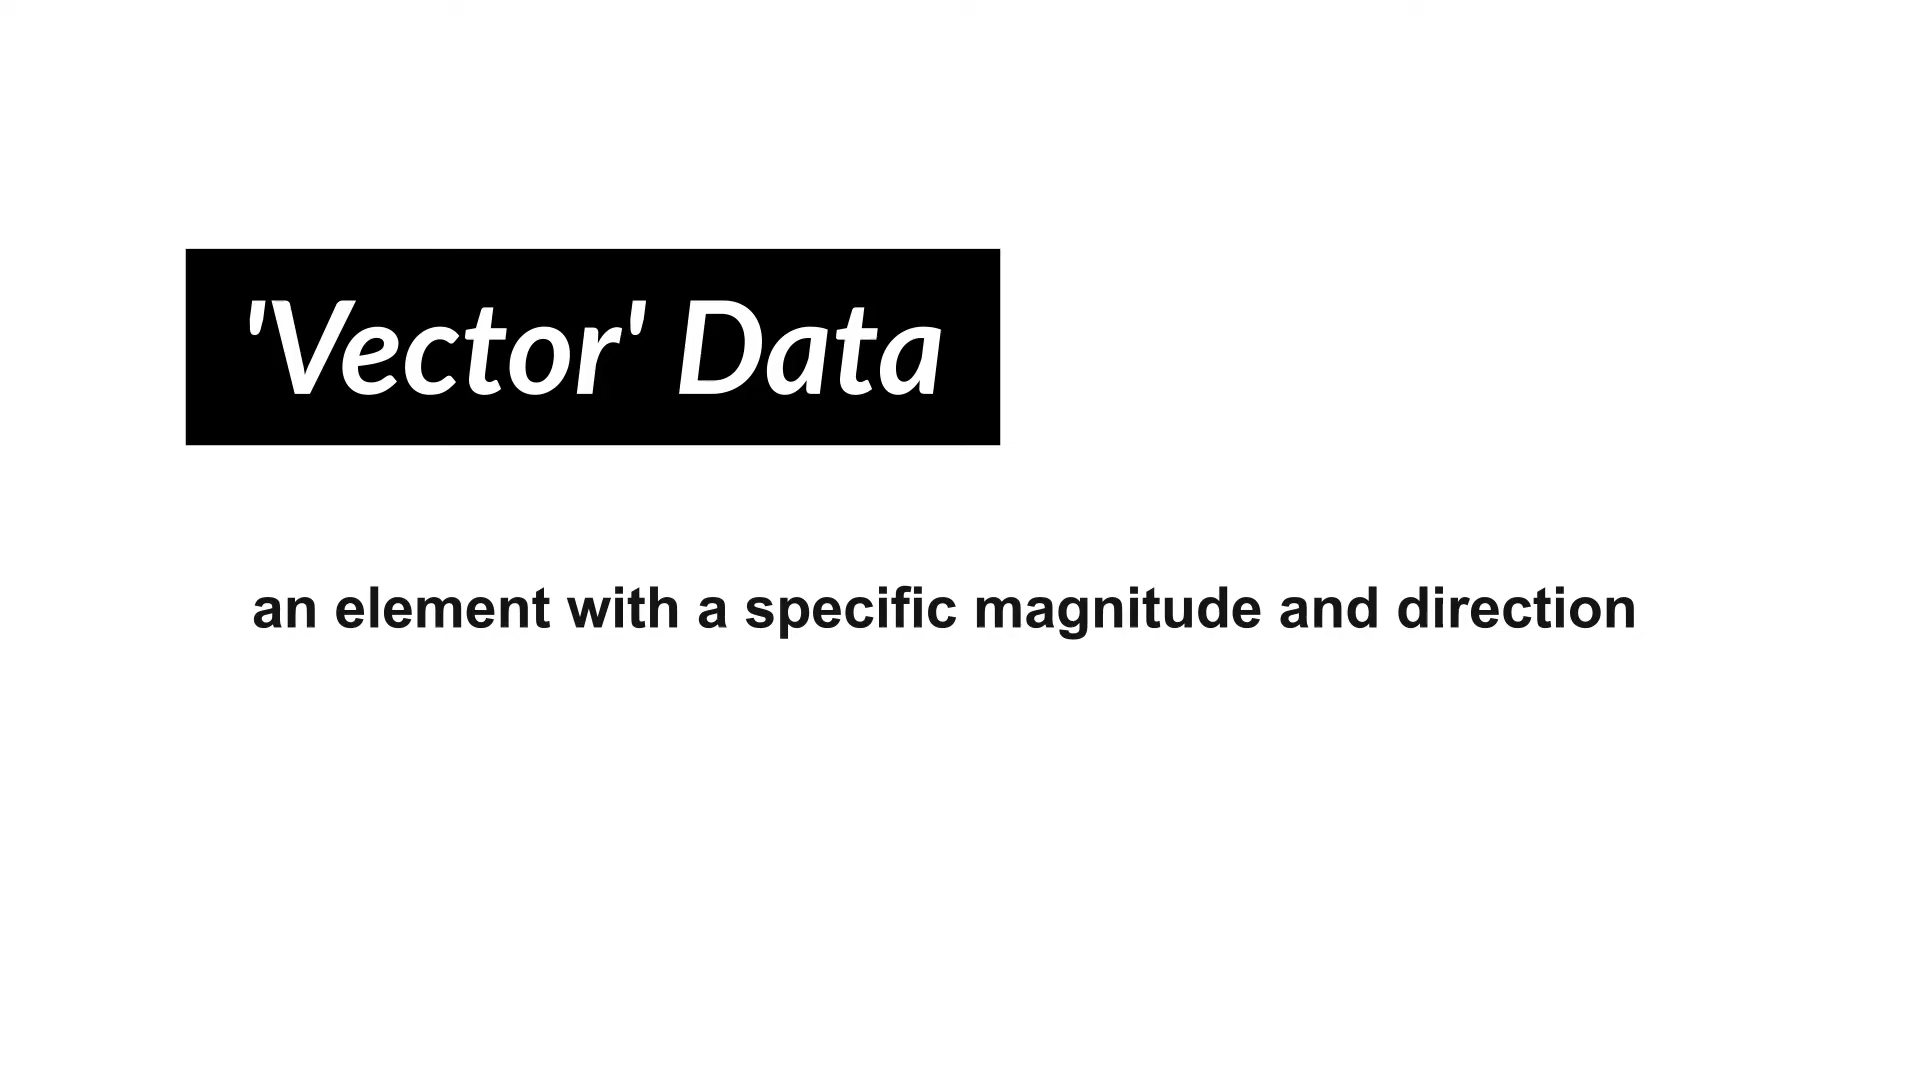 'Vector' Data
an element with a specific magnitude and direction